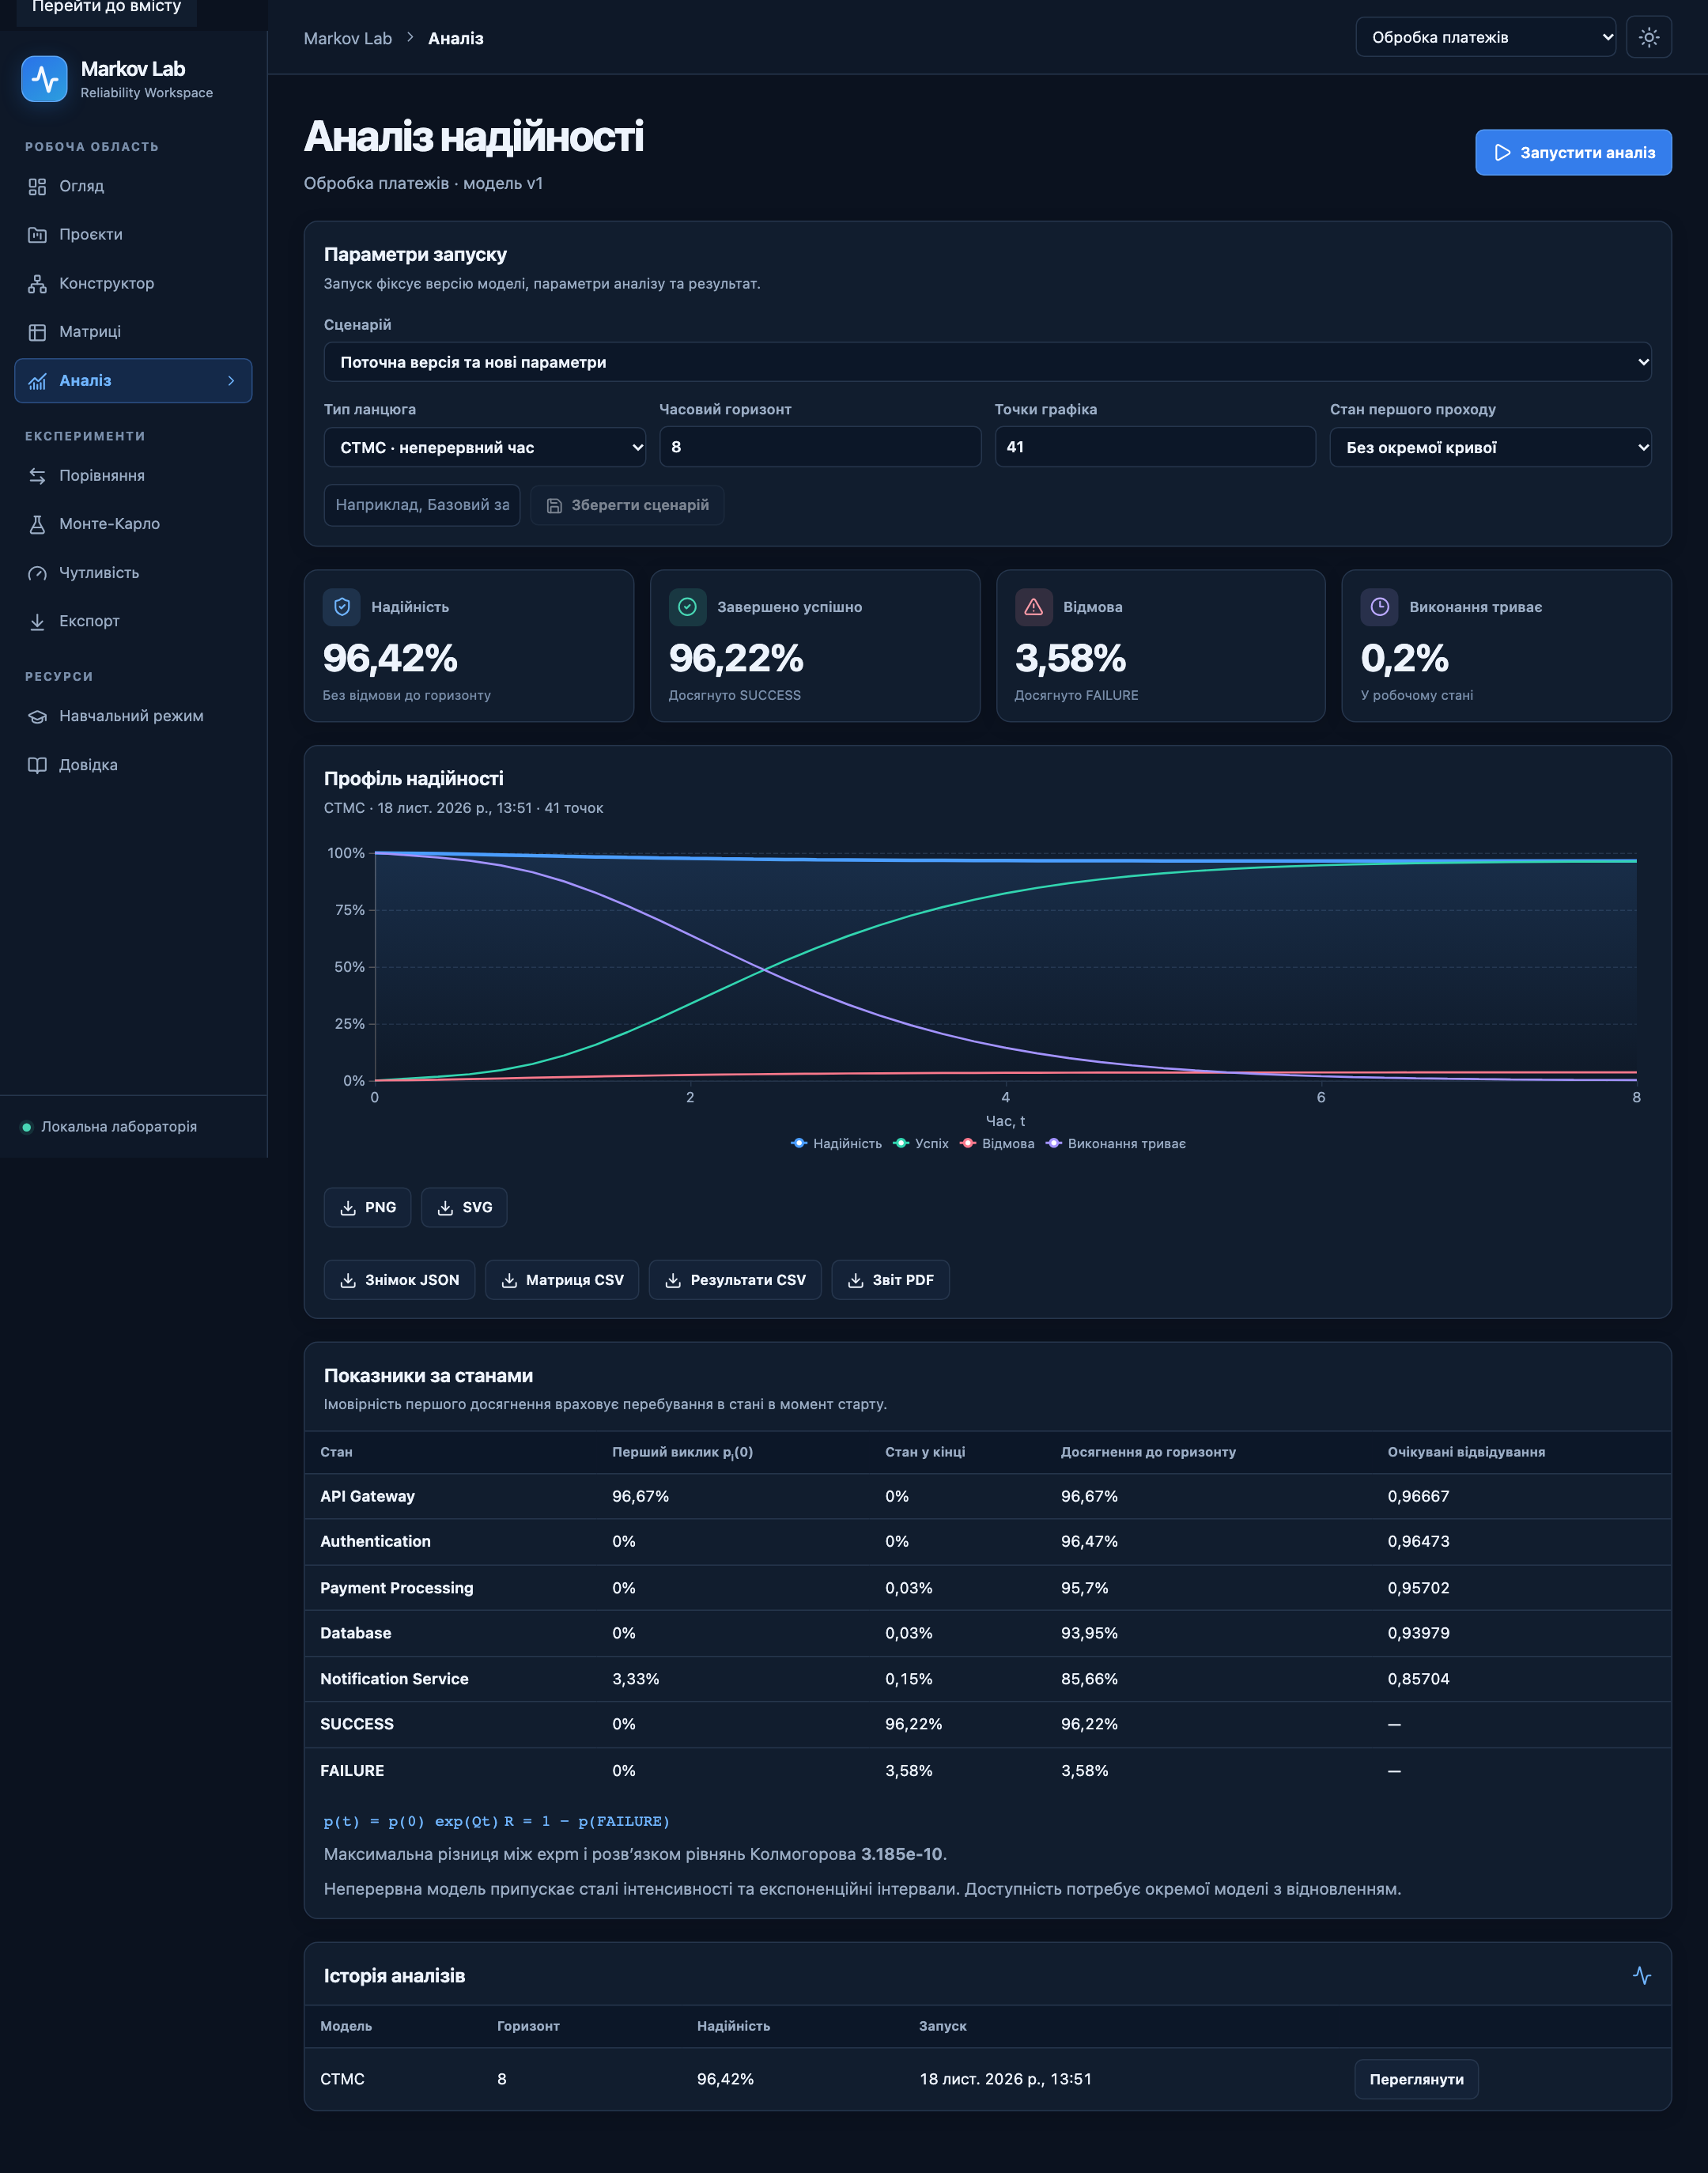 Перейти до вмісту
Markov Lab
Reliability Workspace
РОБОЧА ОБЛАСТЬ
Огляд
Проєкти
Конструктор
Матриці
Аналіз
ЕКСПЕРИМЕНТИ
Порівняння
Монте-Карло
Чутливість
Експорт
РЕСУРСИ
Навчальний режим
Довідка
Локальна лабораторія
Markov Lab > Аналіз
Обробка платежів
Аналіз надійності
Обробка платежів · модель v1
Запустити аналіз
Параметри запуску
Запуск фіксує версію моделі, параметри аналізу та результат.
Сценарій
Поточна версія та нові параметри
Тип ланцюга Часовий горизонт Точки графіка Стан першого проходу
CTMC · неперервний час 8 41 Без окремої кривої
Наприклад, Базовий за Зберегти сценарій
Надійність
96,42%
Без відмови до горизонту
Завершено успішно
96,22%
Досягнуто SUCCESS
Відмова
3,58%
Досягнуто FAILURE
Виконання триває
0,2%
У робочому стані
Профіль надійності
CTMC · 18 лист. 2026 р., 13:51 · 41 точок
100%
75%
50%
25%
0%
0 2 4 6 8
Час, t
Надійність Успіх Відмова Виконання триває
PNG SVG
Знімок JSON Матриця CSV Результати CSV Звіт PDF
Показники за станами
Імовірність першого досягнення враховує перебування в стані в момент старту.
Стан Перший виклик pᵢ(0) Стан у кінці Досягнення до горизонту Очікувані відвідування
API Gateway 96,67% 0% 96,67% 0,96667
Authentication 0% 0% 96,47% 0,96473
Payment Processing 0% 0,03% 95,7% 0,95702
Database 0% 0,03% 93,95% 0,93979
Notification Service 3,33% 0,15% 85,66% 0,85704
SUCCESS 0% 96,22% 96,22% —
FAILURE 0% 3,58% 3,58% —
p(t) = p(0) exp(Qt) R = 1 − p(FAILURE)
Максимальна різниця між expm і розв’язком рівнянь Колмогорова 3.185e-10.
Неперервна модель припускає сталі інтенсивності та експоненційні інтервали. Доступність потребує окремої моделі з відновленням.
Історія аналізів
Модель Горизонт Надійність Запуск
CTMC 8 96,42% 18 лист. 2026 р., 13:51 Переглянути